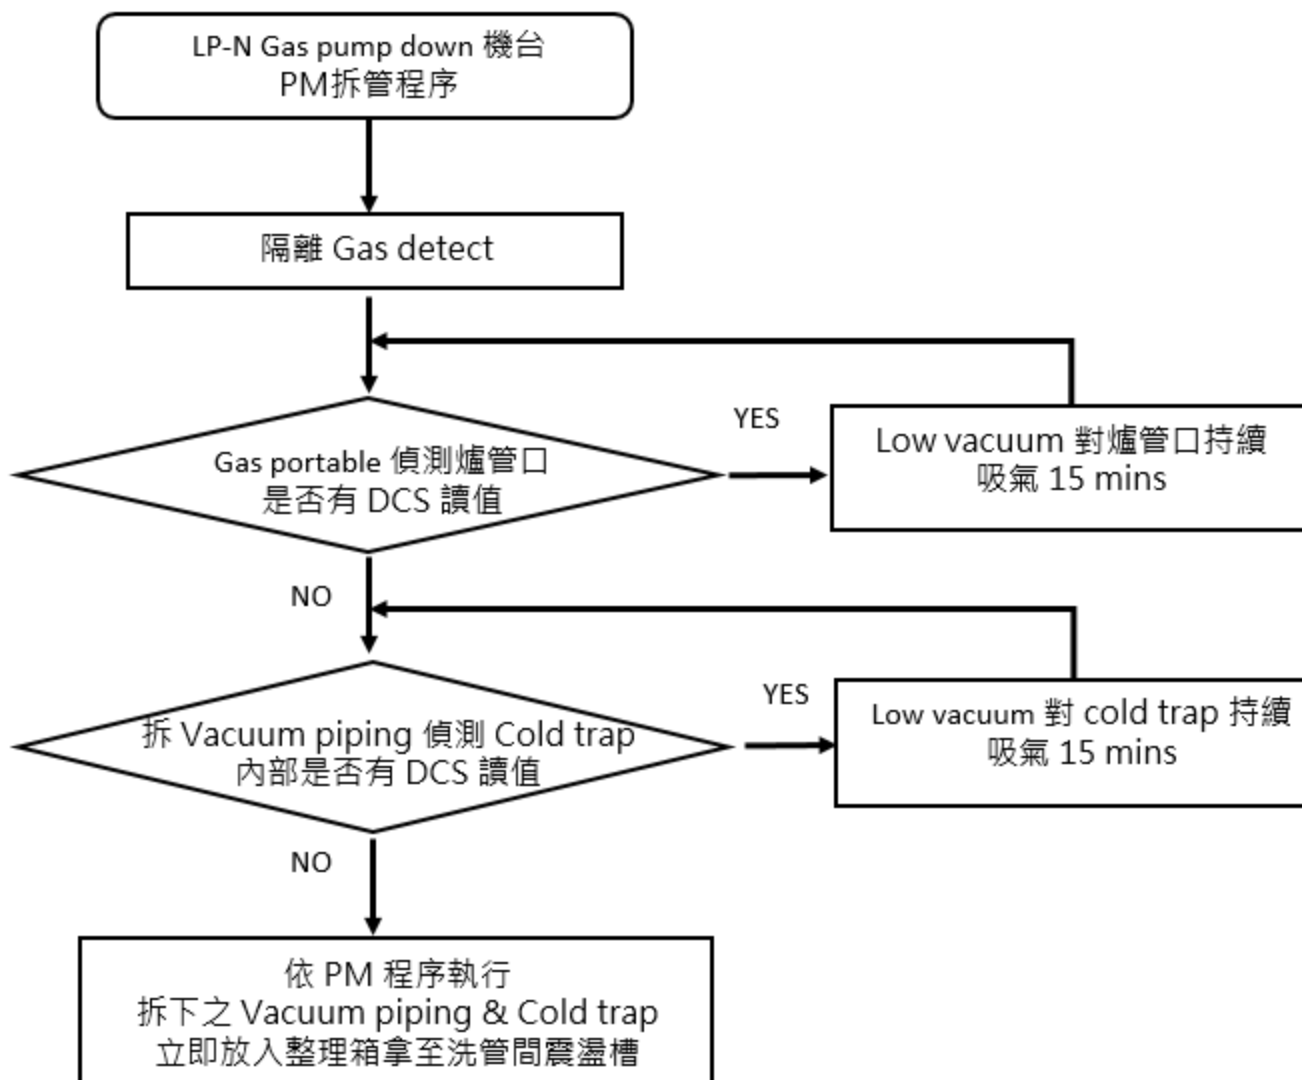 LP-N Gas pump down 機台
PM拆管程序
隔離 Gas detect
Gas portable 偵測爐管口
是否有 DCS 讀值
YES
Low vacuum 對爐管口持續
吸氣 15 mins
NO
拆 Vacuum piping 偵測 Cold trap
內部是否有 DCS 讀值
YES
Low vacuum 對 cold trap 持續
吸氣 15 mins
NO
依 PM 程序執行
拆下之 Vacuum piping & Cold trap
立即放入整理箱拿至洗管間震盪槽